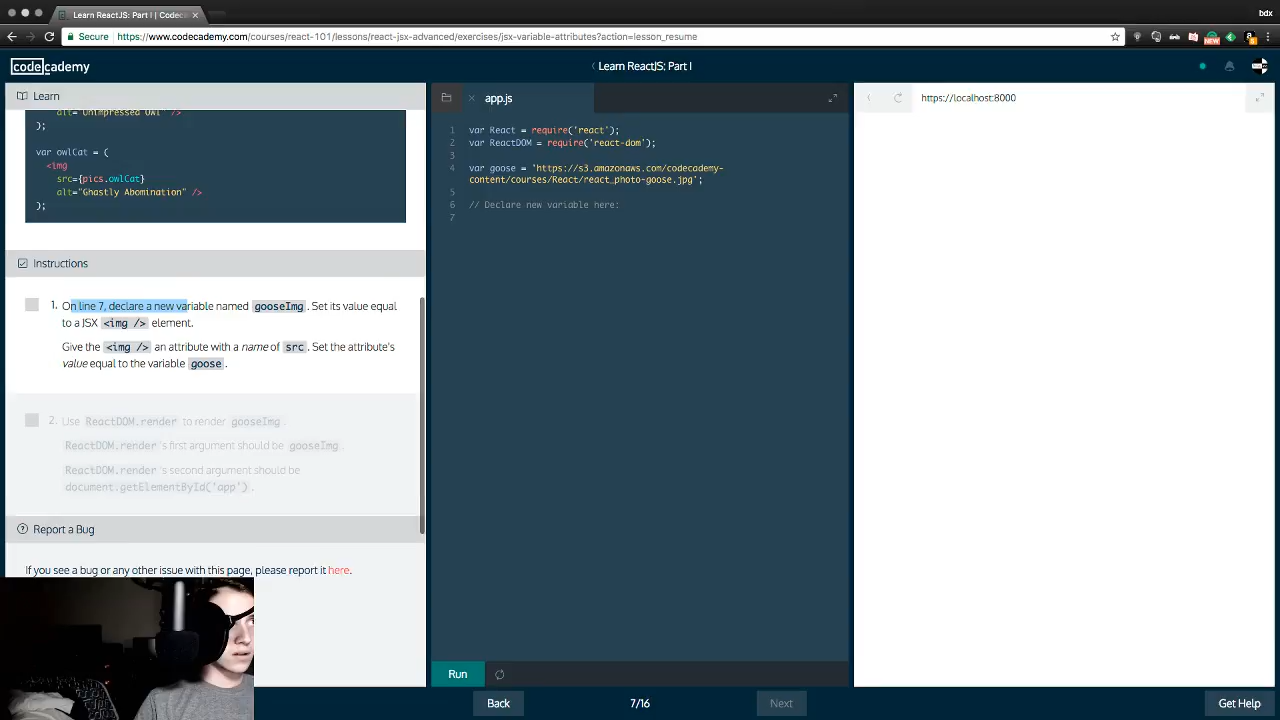 Learn ReactJS: Part I | Codec
bdx
Secure
https://www.codecademy.com/courses/react-101/lessons/react-jsx-advanced/exercises/jsx-variable-attributes?action=lesson_resume
codecademy
Learn ReactJS: Part I
Learn
alt="Unimpressed Owl" />
);
var owlCat = (
<img
src={pics.owlCat}
alt="Ghastly Abomination" />
);
Instructions
1. On line 7, declare a new variable named gooseImg. Set its value equal
to a JSX <img /> element.
Give the <img /> an attribute with a name of src. Set the attribute's
value equal to the variable goose.
2. Use ReactDOM.render to render gooseImg.
ReactDOM.render's first argument should be gooseImg.
ReactDOM.render's second argument should be
document.getElementById('app').
Report a Bug
If you see a bug or any other issue with this page, please report it here.
app.js
1 var React = require('react');
2 var ReactDOM = require('react-dom');
3
4 var goose = 'https://s3.amazonaws.com/codecademy-
content/courses/React/react_photo-goose.jpg';
5
6 // Declare new variable here:
7
Run
https://localhost:8000
Back
7/16
Next
Get Help